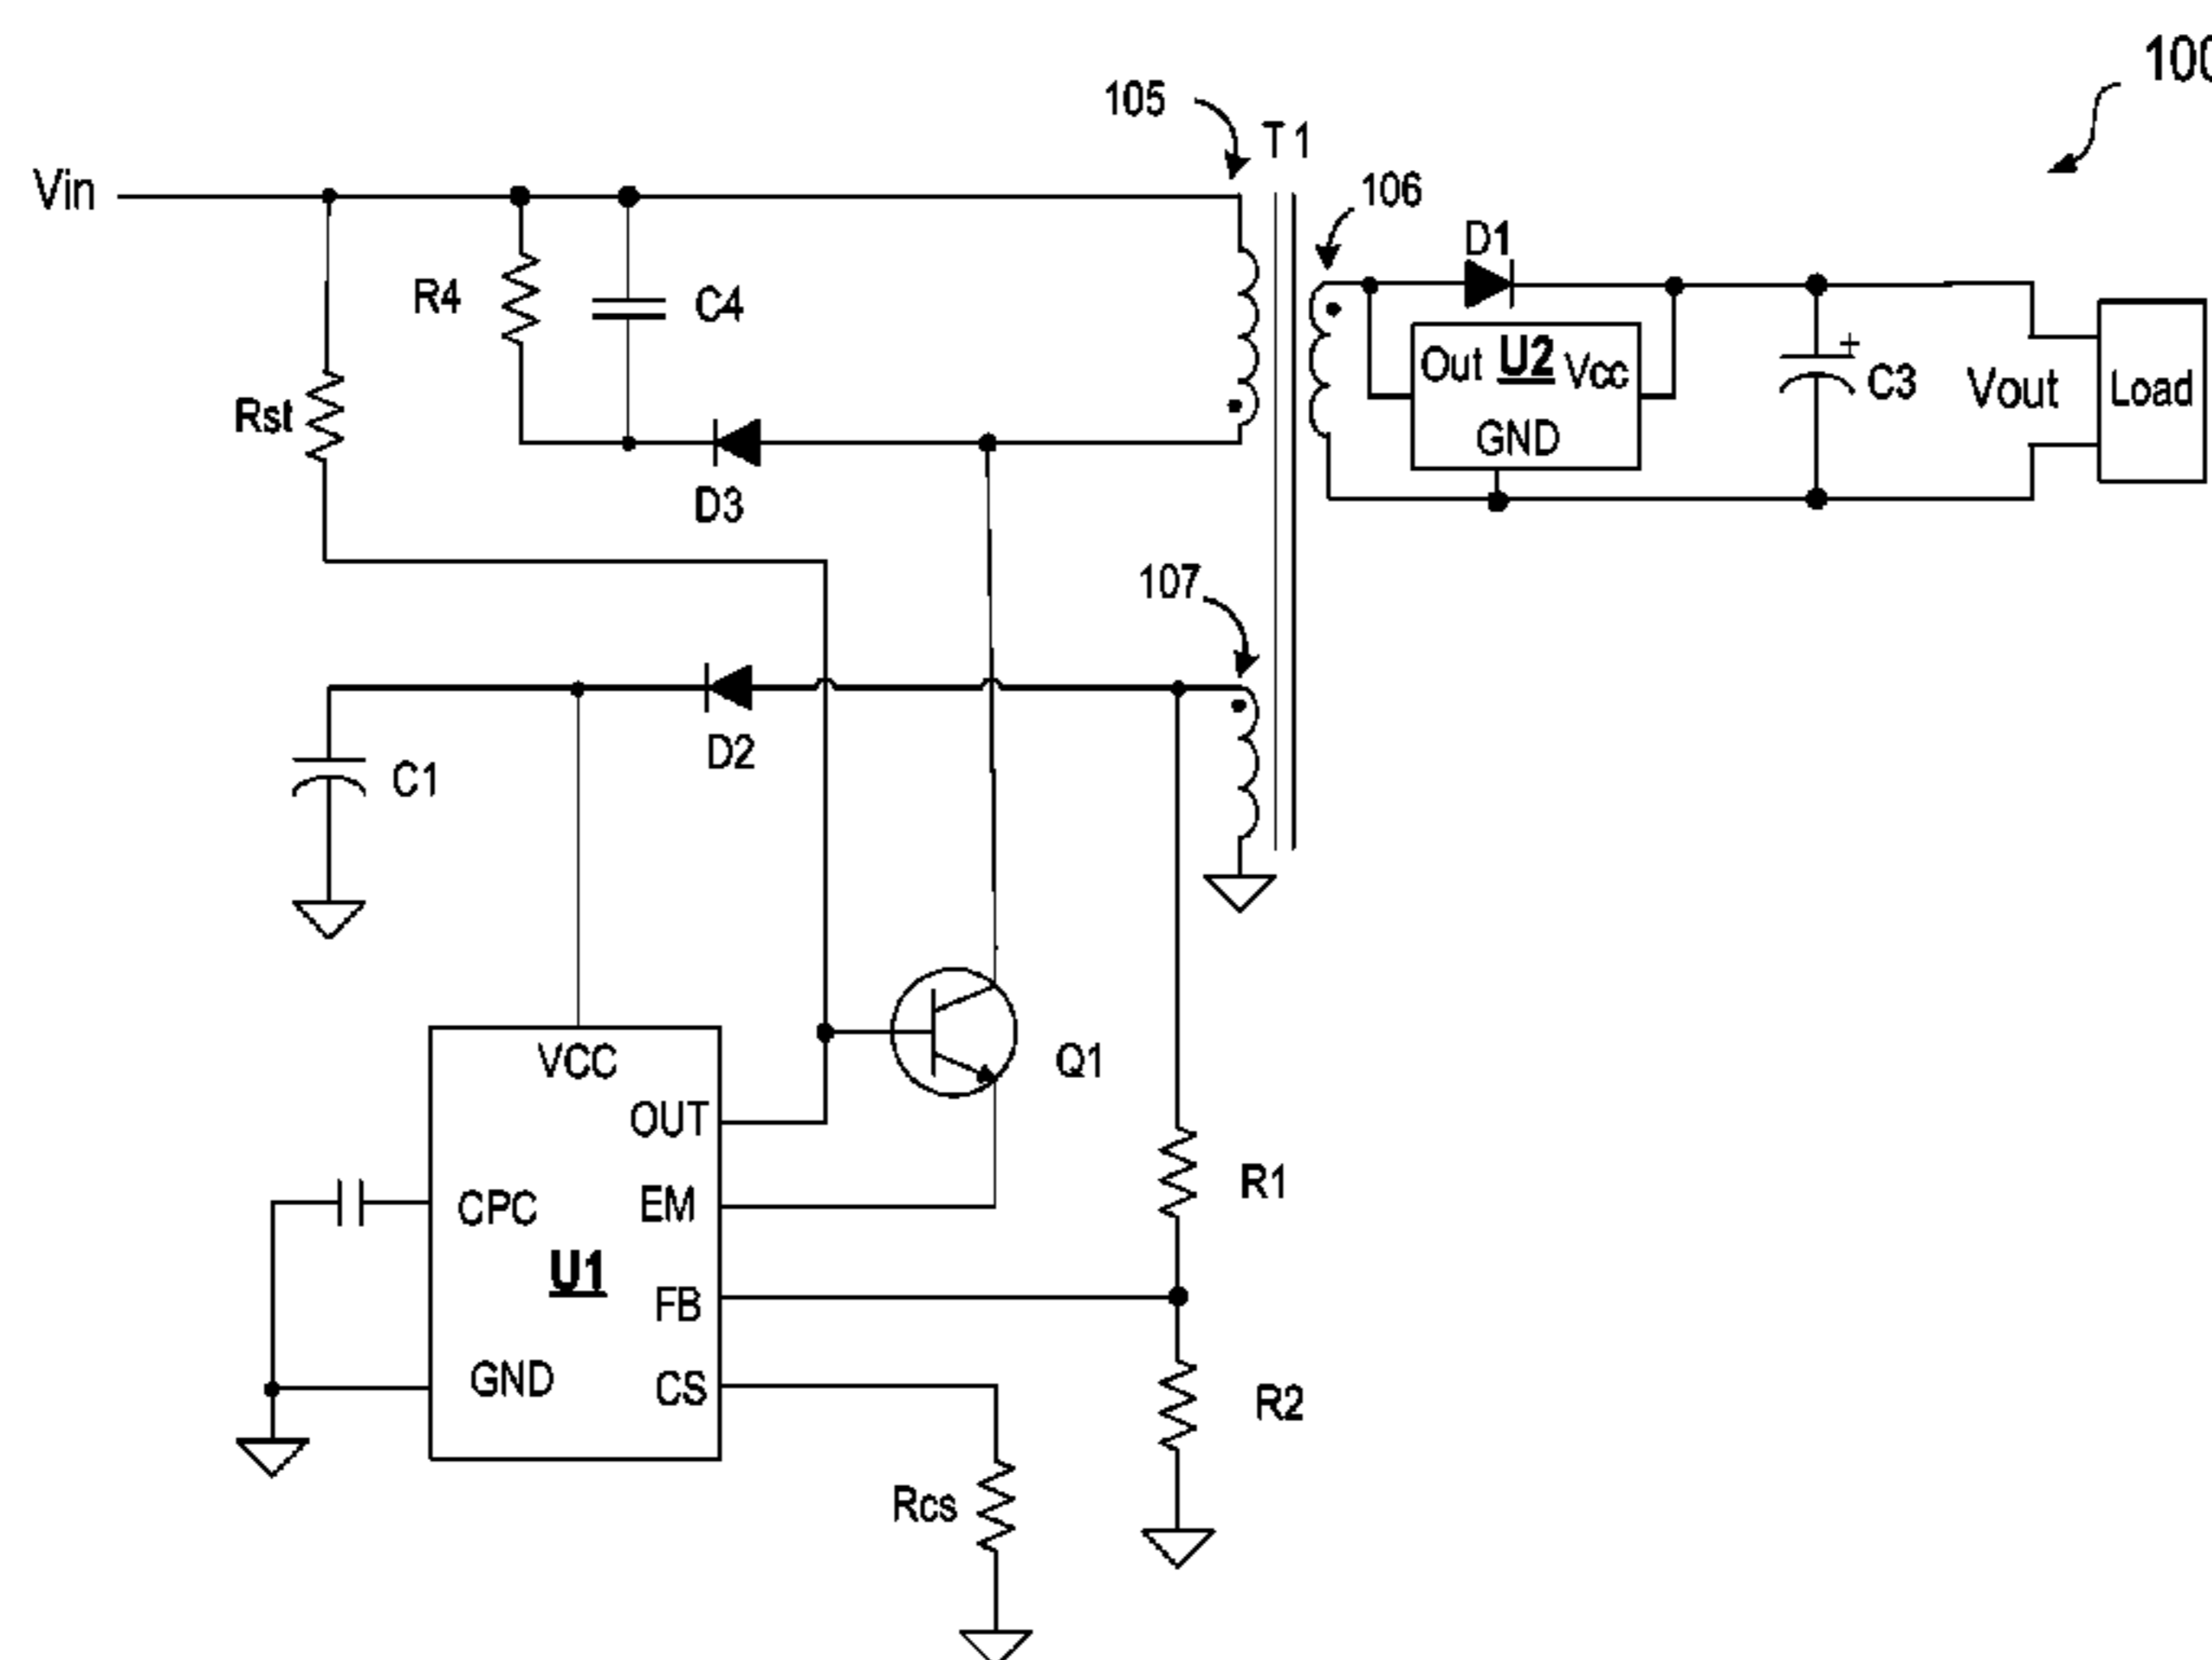 100
105
T1
Vin
106
D1
R4
C4
Out U2 Vcc
C3
Vout
Load
Rst
GND
D3
107
D2
C1
VCC
Q1
OUT
CPC
EM
R1
U1
FB
GND
CS
R2
Rcs